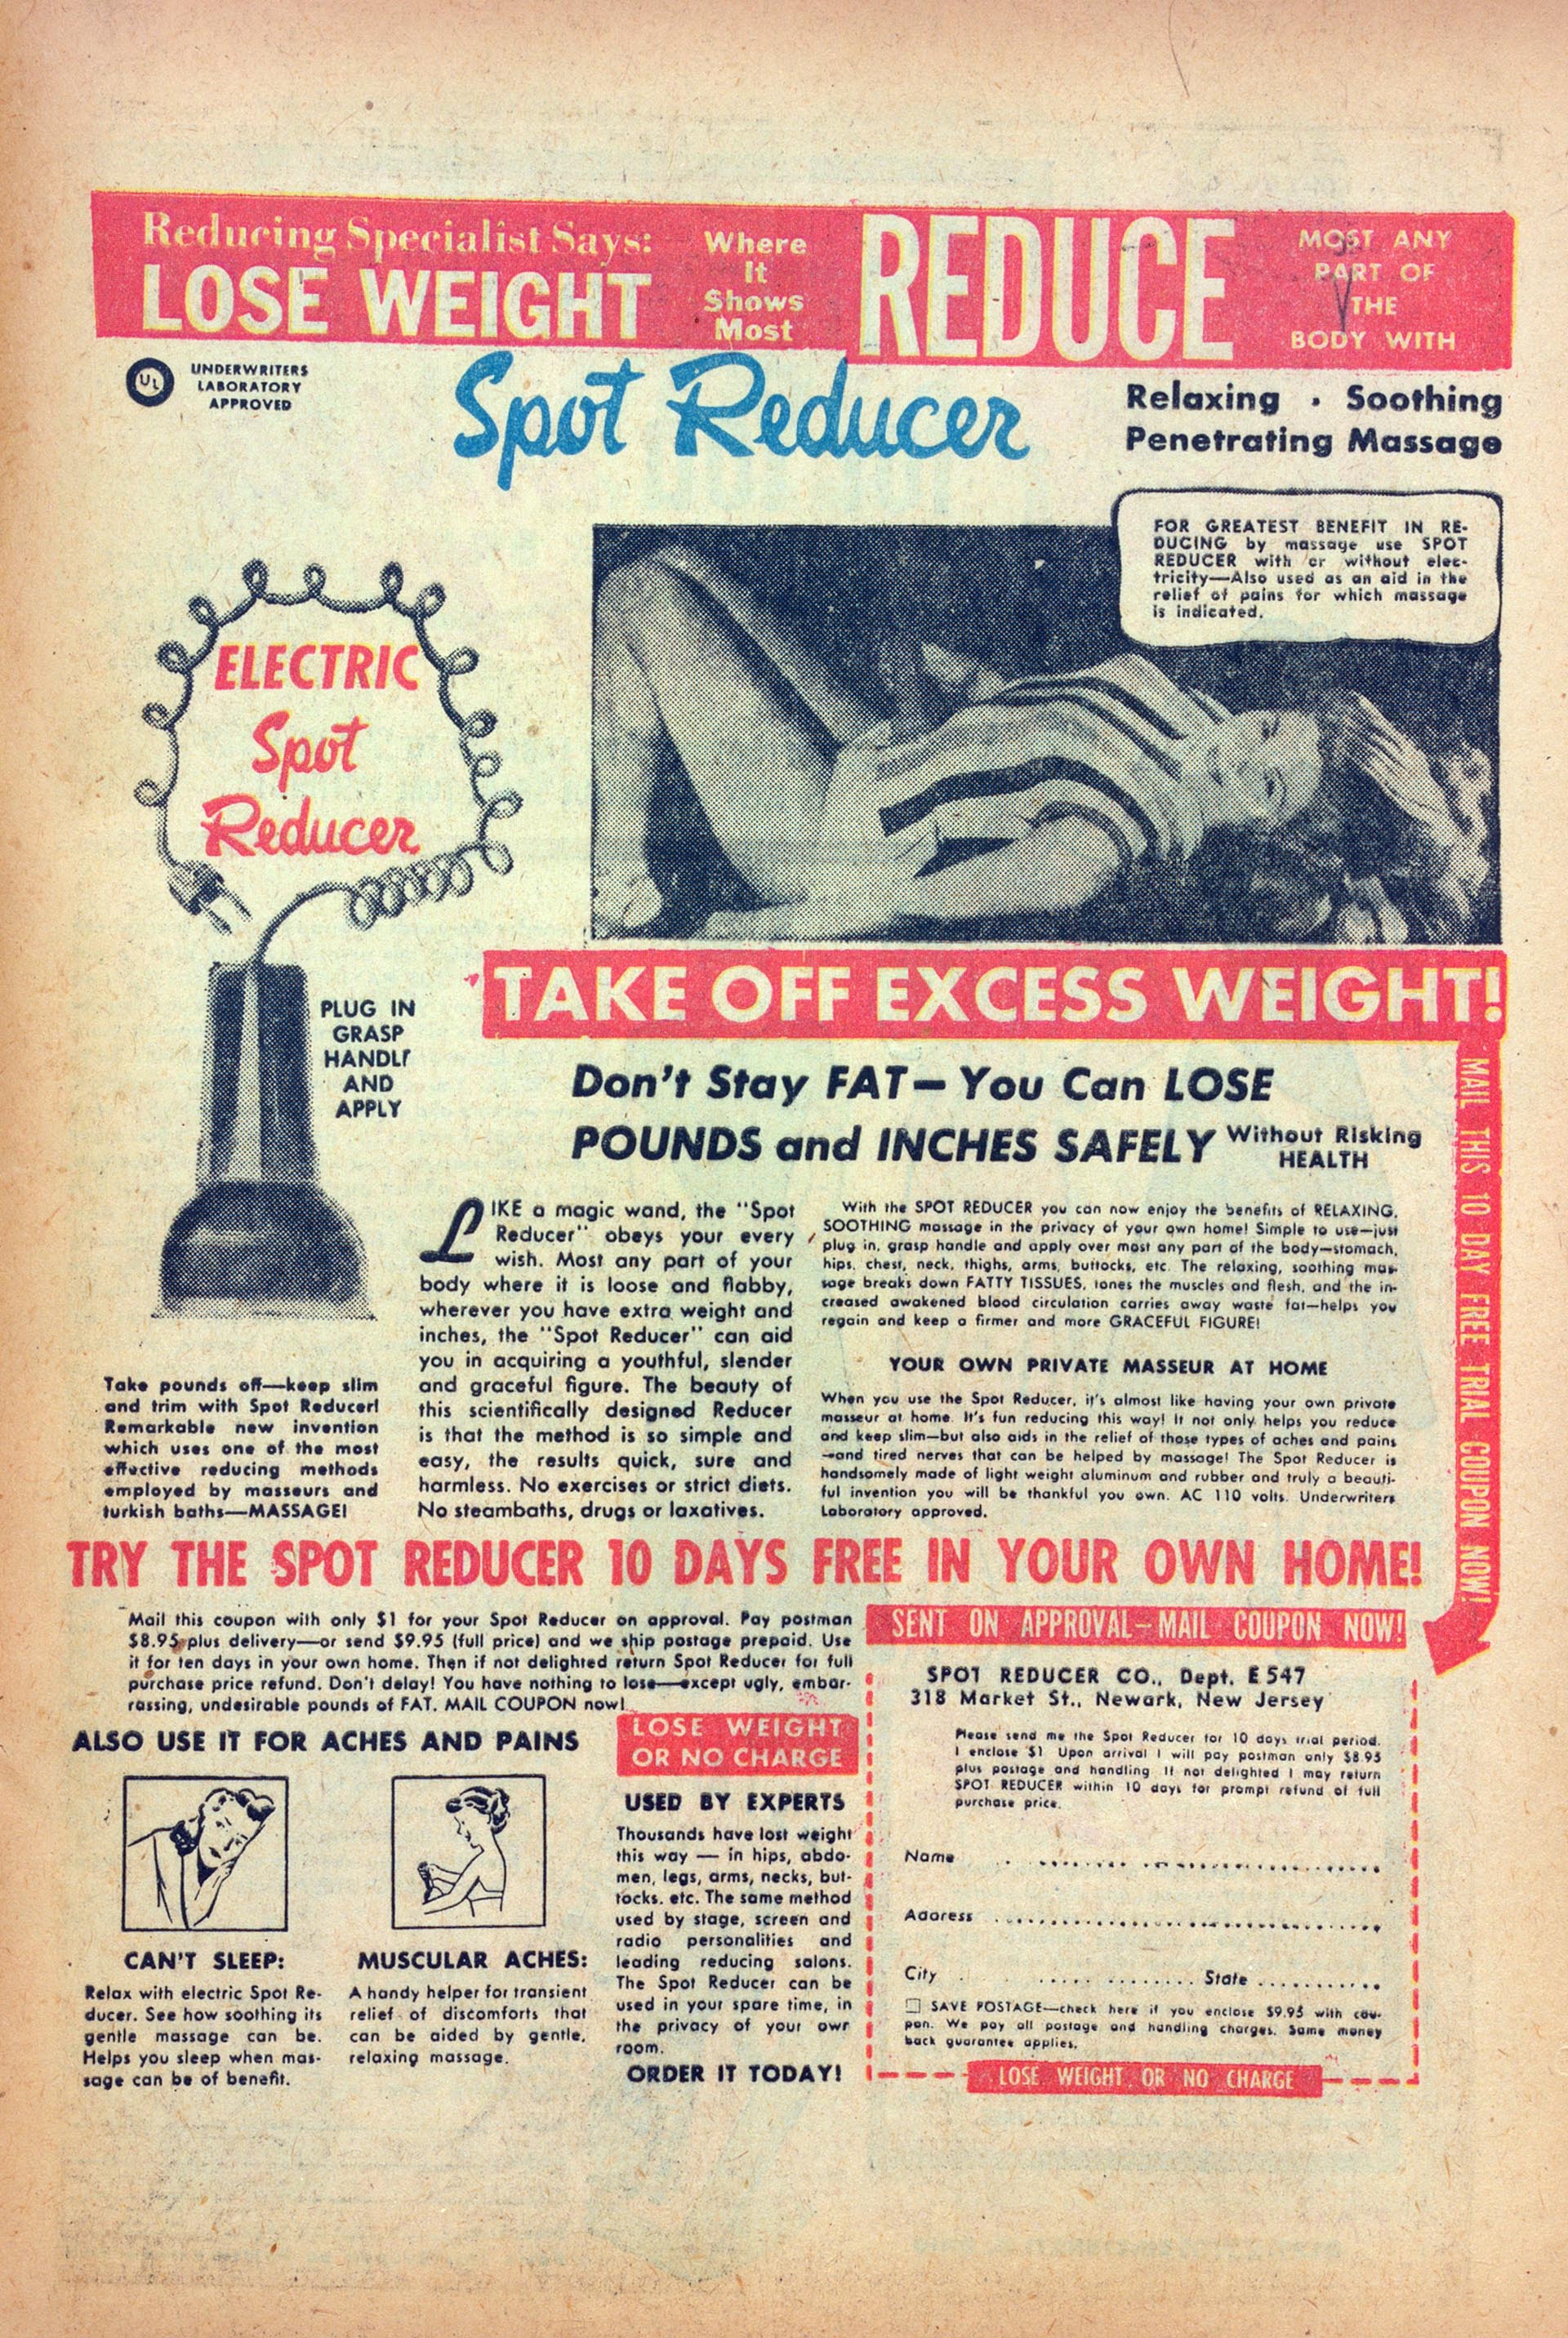 Reducing Specialist Says:
LOSE WEIGHT
Where
It
Shows
Most
REDUCE
MOST ANY
PART OF
THE
BODY WITH
UL
UNDERWRITERS
LABORATORY
APPROVED
Spot Reducer
Relaxing • Soothing
Penetrating Massage
FOR GREATEST BENEFIT IN RE-
DUCING by massage use SPOT
REDUCER with or without elec-
tricity—Also used as an aid in the
relief of pains for which massage
is indicated.
ELECTRIC
Spot
Reducer
PLUG IN
GRASP
HANDLE
AND
APPLY
TAKE OFF EXCESS WEIGHT!
Don't Stay FAT— You Can LOSE
POUNDS and INCHES SAFELY Without Risking
HEALTH
MAIL THIS 10 DAY FREE TRIAL COUPON NOW!
Take pounds off—keep slim
and trim with Spot Reducer!
Remarkable new invention
which uses one of the most
effective reducing methods
employed by masseurs and
turkish baths—MASSAGE!
LIKE a magic wand, the "Spot
Reducer" obeys your every
wish. Most any part of your
body where it is loose and flabby,
wherever you have extra weight and
inches, the "Spot Reducer" can aid
you in acquiring a youthful, slender
and graceful figure. The beauty of
this scientifically designed Reducer
is that the method is so simple and
easy, the results quick, sure and
harmless. No exercises or strict diets.
No steambaths, drugs or laxatives.
With the SPOT REDUCER you can now enjoy the benefits of RELAXING,
SOOTHING massage in the privacy of your own home! Simple to use—just
plug in, grasp handle and apply over most any part of the body—stomach,
hips, chest, neck, thighs, arms, buttocks, etc. The relaxing, soothing mas-
sage breaks down FATTY TISSUES, tones the muscles and flesh, and the in-
creased awakened blood circulation carries away waste fat—helps you
regain and keep a firmer and more GRACEFUL FIGURE!
YOUR OWN PRIVATE MASSEUR AT HOME
When you use the Spot Reducer, it's almost like having your own private
masseur at home. It's fun reducing this way! It not only helps you reduce
and keep slim—but also aids in the relief of those types of aches and pains
—and tired nerves that can be helped by massage! The Spot Reducer is
handsomely made of light weight aluminum and rubber and truly a beauti-
ful invention you will be thankful you own. AC 110 volts. Underwriters
Laboratory approved.
TRY THE SPOT REDUCER 10 DAYS FREE IN YOUR OWN HOME!
Mail this coupon with only $1 for your Spot Reducer on approval. Pay postman
$8.95 plus delivery—or send $9.95 (full price) and we ship postage prepaid. Use
it for ten days in your own home. Then if not delighted return Spot Reducer for full
purchase price refund. Don't delay! You have nothing to lose—except ugly, embar-
rassing, undesirable pounds of FAT. MAIL COUPON now!
ALSO USE IT FOR ACHES AND PAINS
CAN'T SLEEP:
Relax with electric Spot Re-
ducer. See how soothing its
gentle massage can be.
Helps you sleep when mas-
sage can be of benefit.
MUSCULAR ACHES:
A handy helper for transient
relief of discomforts that
can be aided by gentle,
relaxing massage.
LOSE WEIGHT
OR NO CHARGE
USED BY EXPERTS
Thousands have lost weight
this way — in hips, abdo-
men, legs, arms, necks, but-
tocks, etc. The same method
used by stage, screen and
radio personalities and
leading reducing salons.
The Spot Reducer can be
used in your spare time, in
the privacy of your own
room.
ORDER IT TODAY!
SENT ON APPROVAL—MAIL COUPON NOW!
SPOT REDUCER CO., Dept. E 547
318 Market St., Newark, New Jersey
Please send me the Spot Reducer for 10 days trial period.
I enclose $1 Upon arrival I will pay postman only $8.95
plus postage and handling If not delighted I may return
SPOT REDUCER within 10 days for prompt refund of full
purchase price.
Name
Address
City State
SAVE POSTAGE—check here if you enclose $9.95 with cou-
pon. We pay all postage and handling charges. Same money
back guarantee applies.
LOSE WEIGHT OR NO CHARGE